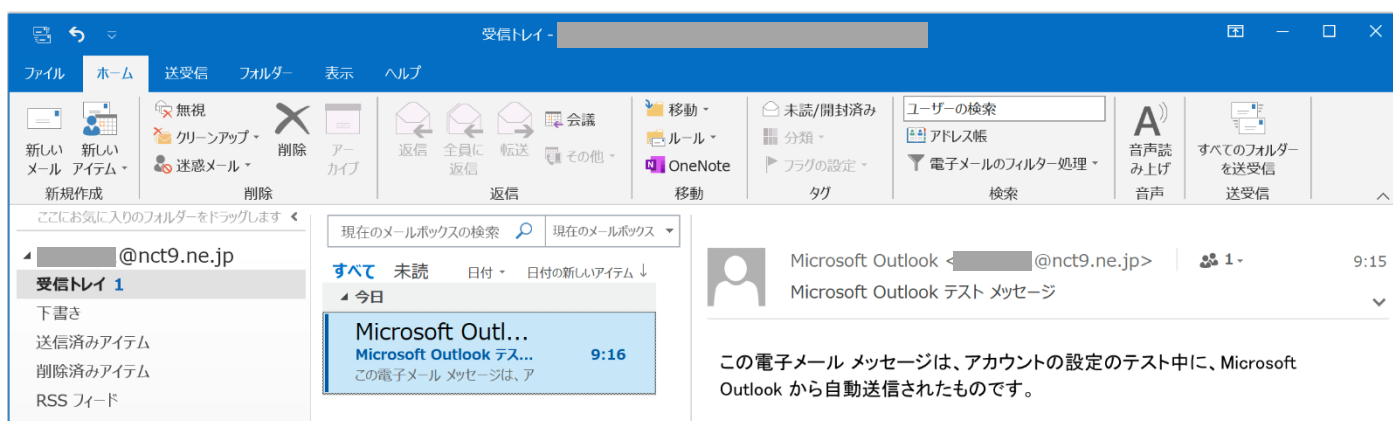 受信トレイ -
ファイル ホーム 送受信 フォルダー 表示 ヘルプ
新しい
メール
新しい
アイテム
新規作成
無視
クリーンアップ
迷惑メール
削除
アー
カイブ
削除
返信
全員に
返信
転送
会議
その他
返信
移動
ルール
OneNote
移動
未読/開封済み
分類
フラグの設定
タグ
ユーザーの検索
アドレス帳
電子メールのフィルター処理
検索
音声読
み上げ
音声
すべてのフォルダー
を送受信
送受信
ここにお気に入りのフォルダーをドラッグします
@nct9.ne.jp
受信トレイ 1
下書き
送信済みアイテム
削除済みアイテム
RSS フィード
現在のメールボックスの検索 現在のメールボックス
すべて 未読 日付 日付の新しいアイテム ↓
今日
Microsoft Outl...
Microsoft Outlook テス... 9:16
この電子メール メッセージは、ア
Microsoft Outlook < @nct9.ne.jp> 1 9:15
Microsoft Outlook テスト メッセージ
この電子メール メッセージは、アカウントの設定のテスト中に、Microsoft
Outlook から自動送信されたものです。